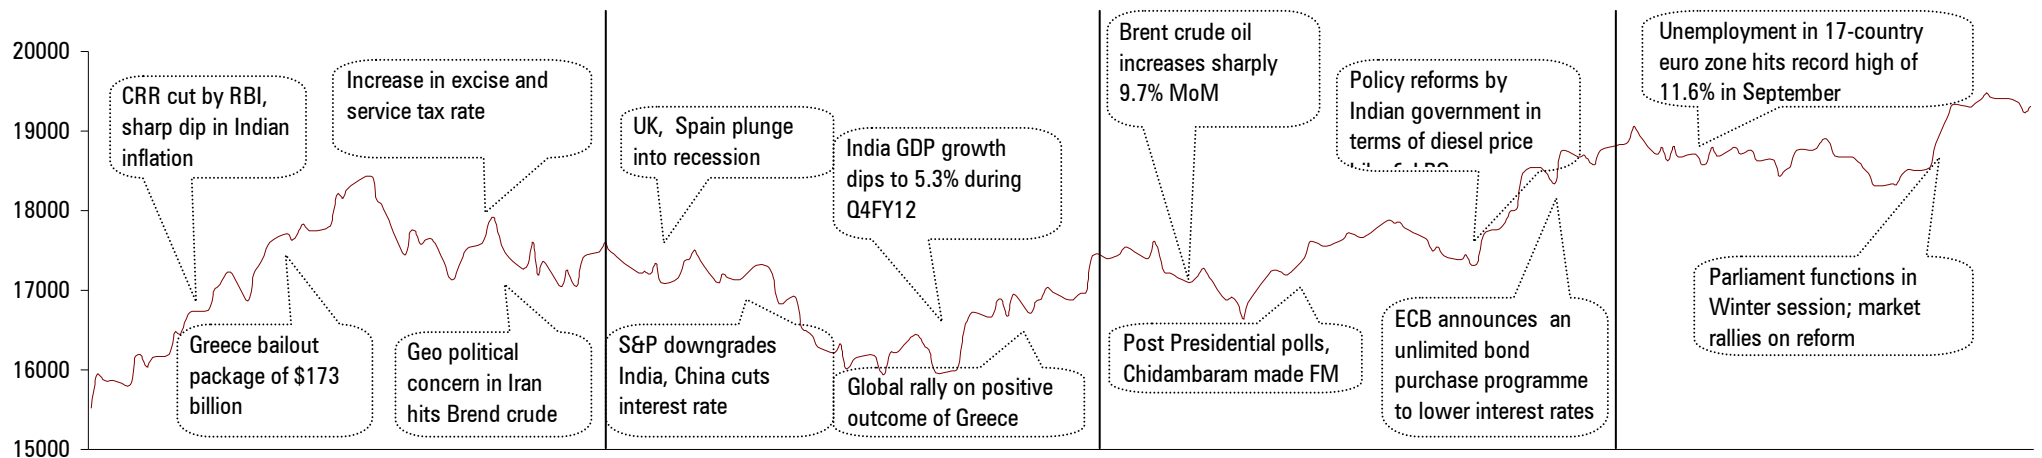 20000
19000
18000
17000
16000
15000
CRR cut by RBI,
sharp dip in Indian
inflation
Increase in excise and
service tax rate
Greece bailout
package of $173
billion
Geo political
concern in Iran
hits Brend crude
UK, Spain plunge
into recession
India GDP growth
dips to 5.3% during
Q4FY12
S&P downgrades
India, China cuts
interest rate
Global rally on positive
outcome of Greece
Brent crude oil
increases sharply
9.7% MoM
Post Presidential polls,
Chidambaram made FM
Policy reforms by
Indian government in
terms of diesel price
ECB announces an
unlimited bond
purchase programme
to lower interest rates
Unemployment in 17-country
euro zone hits record high of
11.6% in September
Parliament functions in
Winter session; market
rallies on reform